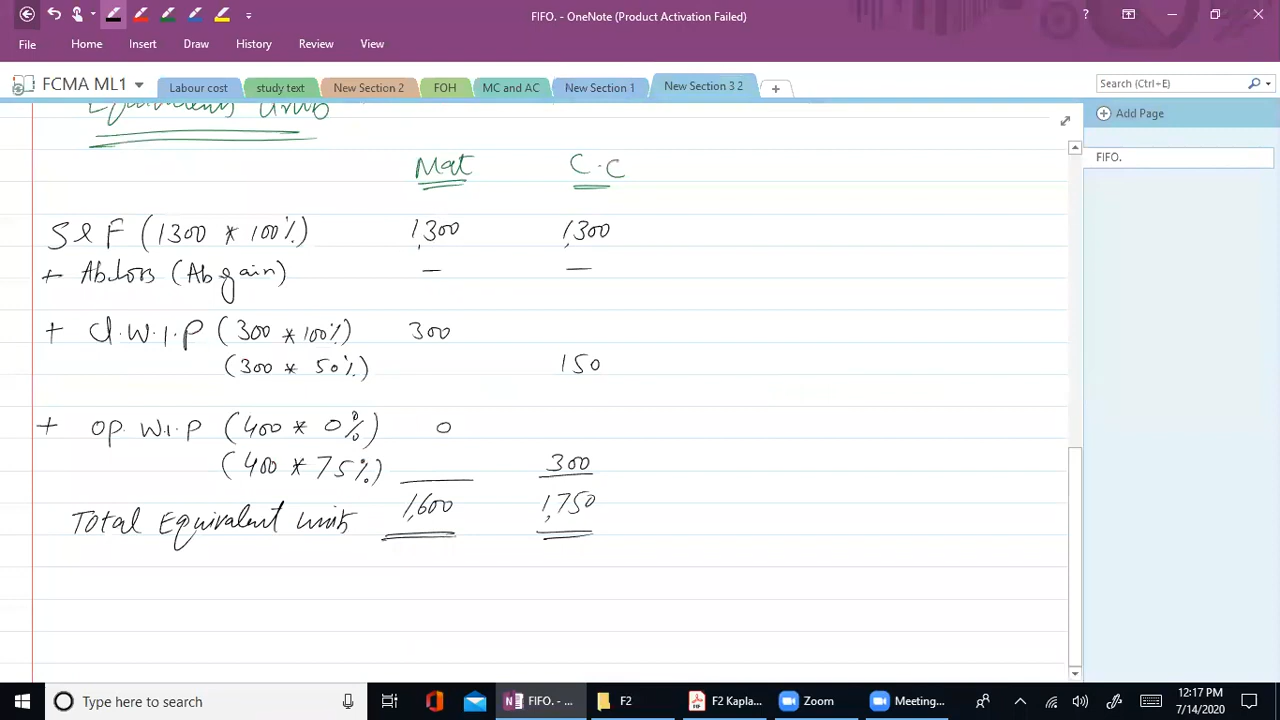 FIFO. - OneNote (Product Activation Failed)
File Home Insert Draw History Review View
FCMA ML1 Labour cost study text New Section 2 FOH MC and AC New Section 1 New Section 3 2
Search (Ctrl+E)
Add Page
FIFO.
Equivalents Units
Mat C.C
S & F (1300 * 100%) 1,300 1,300
+ Ab loss (Ab gain) — —
+ Cl.W.I.P (300 * 100%) 300
(300 * 50%) 150
+ Op. W.I.P (400 * 0%) 0
(400 * 75%) 300
Total Equivalent Units 1,600 1,750
Type here to search
FIFO. - ...
F2
F2 Kapla...
Zoom
Meeting...
12:17 PM
7/14/2020